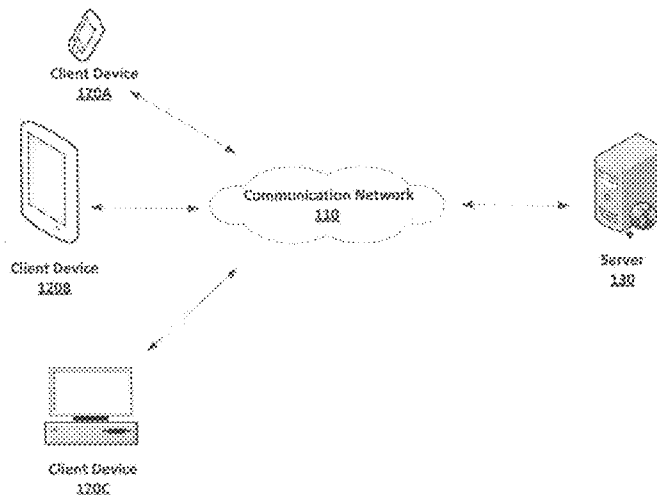 Client Device
120A
Communication Network
110
Client Device
120B
Server
130
Client Device
120C